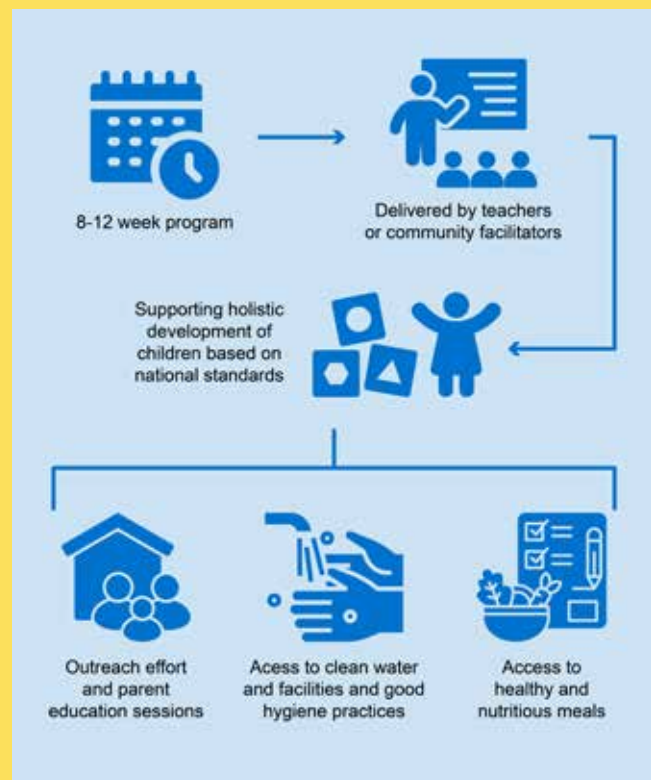 8-12 week program
Delivered by teachers
or community facilitators
Supporting holistic
development of
children based on
national standards
Outreach effort
and parent
education sessions
Acess to clean water
and facilities and good
hygiene practices
Access to
healthy and
nutritious meals